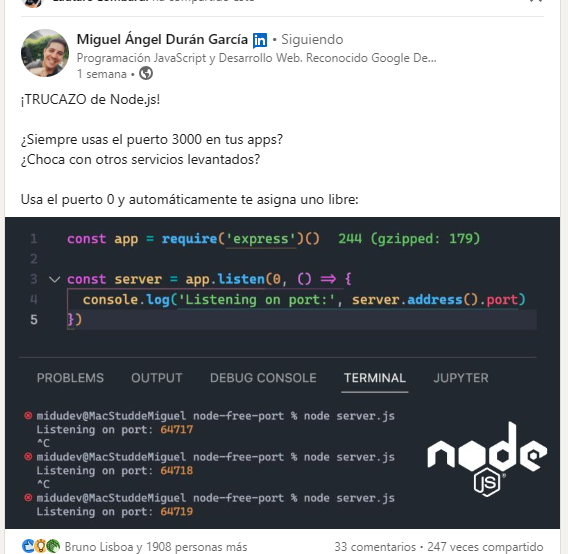 Miguel Ángel Durán García in • Siguiendo
Programación JavaScript y Desarrollo Web. Reconocido Google De...
1 semana •
¡TRUCAZO de Node.js!
¿Siempre usas el puerto 3000 en tus apps?
¿Choca con otros servicios levantados?
Usa el puerto 0 y automáticamente te asigna uno libre:
1 const app = require('express')() 244 (gzipped: 179)
2
3 const server = app.listen(0, () => {
4 console.log('Listening on port:', server.address().port)
5 })
PROBLEMS OUTPUT DEBUG CONSOLE TERMINAL JUPYTER
midudev@MacStuddeMiguel node-free-port % node server.js
Listening on port: 64717
^C
midudev@MacStuddeMiguel node-free-port % node server.js
Listening on port: 64718
^C
midudev@MacStuddeMiguel node-free-port % node server.js
Listening on port: 64719
node
JS
Bruno Lisboa y 1908 personas más 33 comentarios • 247 veces compartido